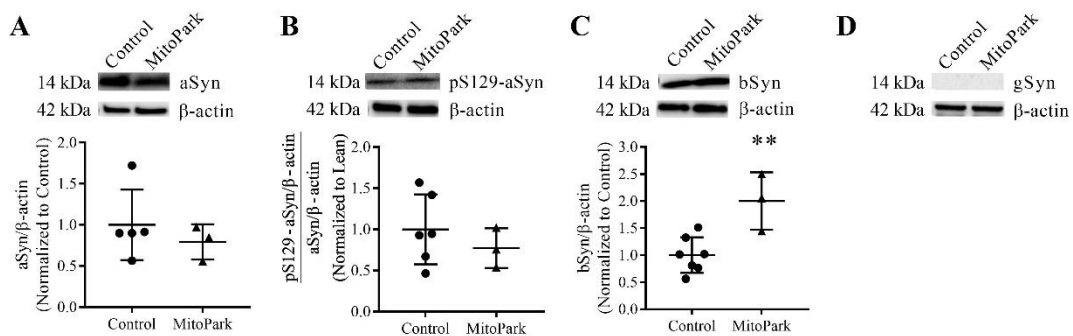 A
Control
MitoPark
14 kDa
aSyn
42 kDa
β-actin
aSyn/β-actin
(Normalized to Control)
2.0
1.5
1.0
0.5
0.0
Control
MitoPark
B
Control
MitoPark
14 kDa
pS129-aSyn
42 kDa
β-actin
pS129-aSyn/β-actin
aSyn/β-actin
(Normalized to Lean)
2.0
1.5
1.0
0.5
0.0
Control
MitoPark
C
Control
MitoPark
14 kDa
bSyn
42 kDa
β-actin
bSyn/β-actin
(Normalized to Control)
3.0
2.5
2.0
1.5
1.0
0.5
0.0
**
Control
MitoPark
D
Control
MitoPark
14 kDa
gSyn
42 kDa
β-actin